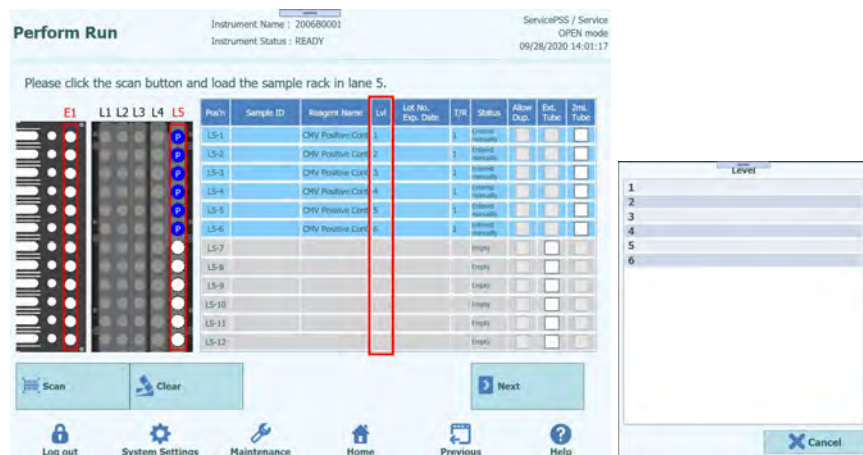 Perform Run
Instrument Name : 200680001
Instrument Status : READY
ServicePSS / Service
OPEN mode
09/28/2020 14:01:17
Please click the scan button and load the sample rack in lane 5.
E1 L1 L2 L3 L4 L5
Pos'n Sample ID Reagent Name Lvl Lot No. Exp. Date T/R Status Allow Dup. Ext. Tube 2mL Tube
P L5-1 CMV Positive Cont 1 1 Entered manually
P L5-2 CMV Positive Cont 2 1 Entered manually
P L5-3 CMV Positive Cont 3 1 Entered manually
P L5-4 CMV Positive Cont 4 1 Entered manually
P L5-5 CMV Positive Cont 5 1 Entered manually
P L5-6 CMV Positive Cont 6 1 Entered manually
L5-7 Empty
L5-8 Empty
L5-9 Empty
L5-10 Empty
L5-11 Empty
L5-12 Empty
Scan
Clear
Next
Log out
System Settings
Maintenance
Home
Previous
Help
Level
1
2
3
4
5
6
Cancel